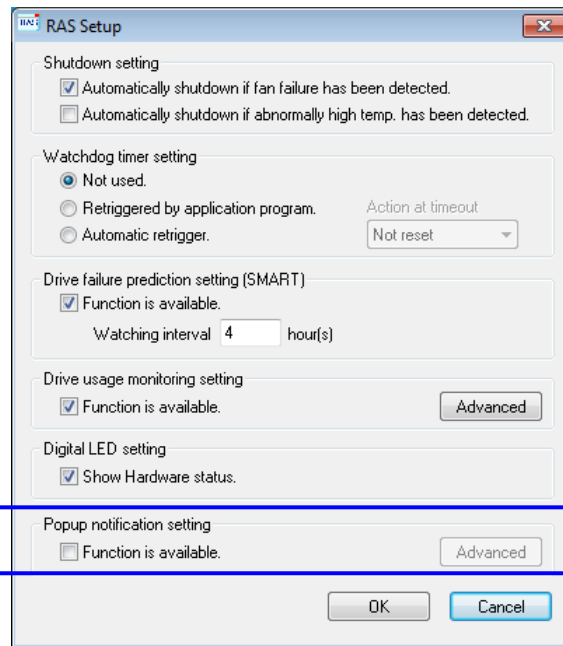 RAS RAS Setup
Shutdown setting
Automatically shutdown if fan failure has been detected.
Automatically shutdown if abnormally high temp. has been detected.
Watchdog timer setting
Not used.
Retriggered by application program. Action at timeout
Automatic retrigger. Not reset
Drive failure prediction setting (SMART)
Function is available.
Watching interval 4 hour(s)
Drive usage monitoring setting
Function is available. Advanced
Digital LED setting
Show Hardware status.
Popup notification setting
Function is available. Advanced
OK Cancel